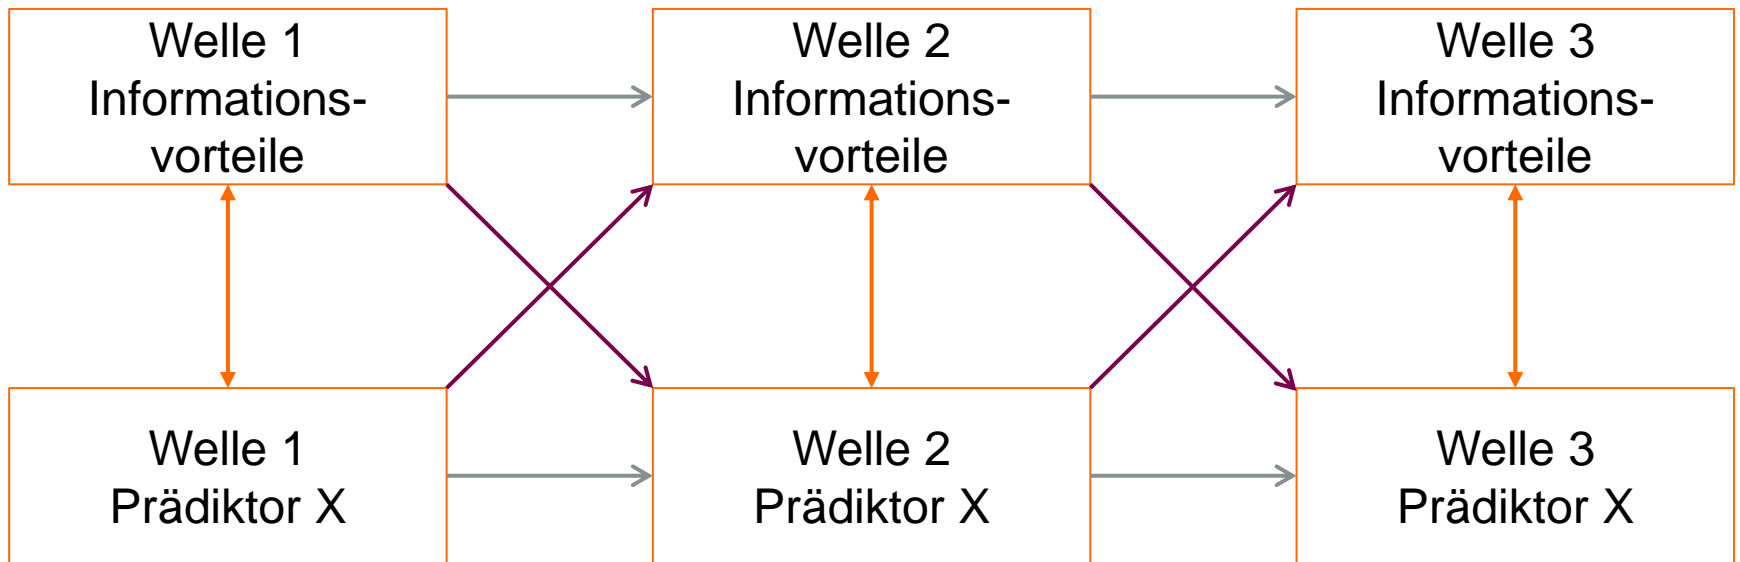 Welle 1
Informations-
vorteile
Welle 2
Informations-
vorteile
Welle 3
Informations-
vorteile
Welle 1
Prädiktor X
Welle 2
Prädiktor X
Welle 3
Prädiktor X